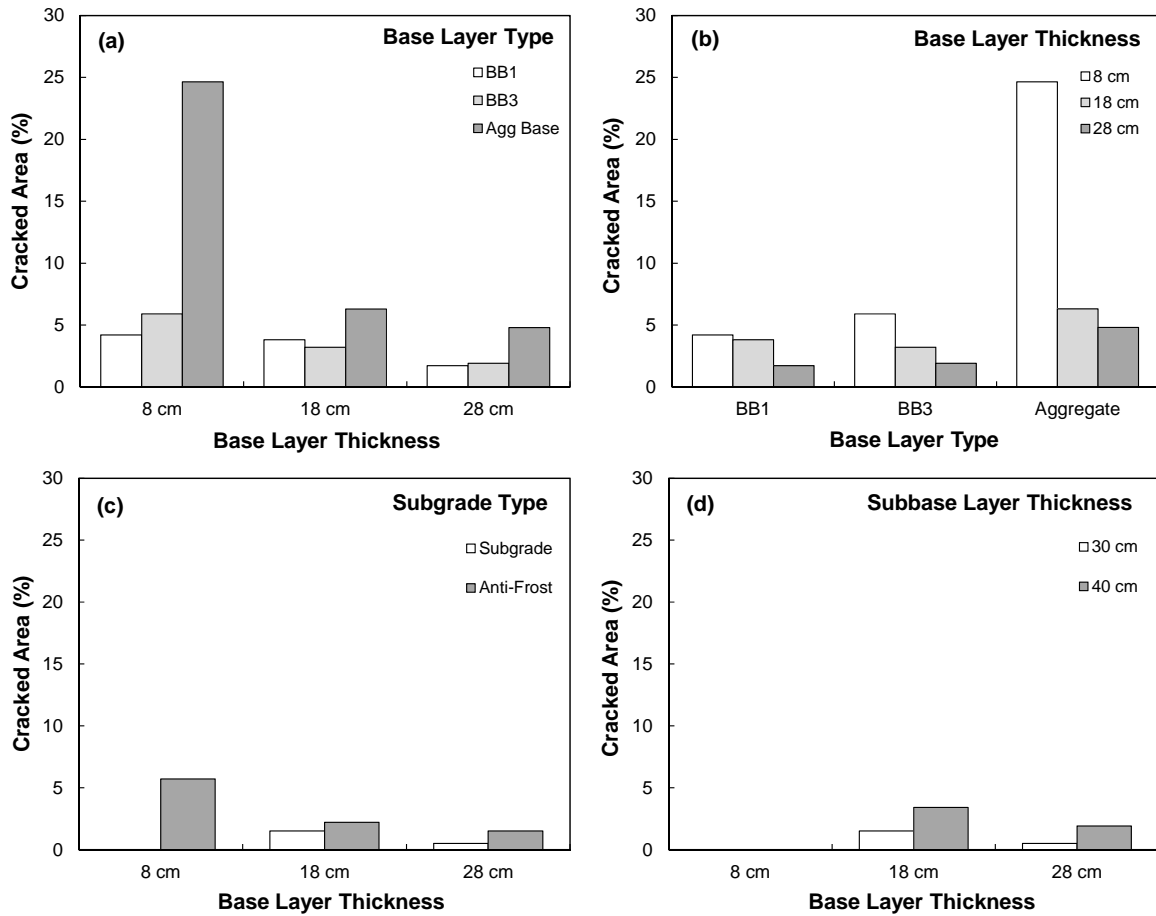 (a)
Base Layer Type
BB1
BB3
Agg Base
30
25
20
15
10
5
0
Cracked Area (%)
8 cm 18 cm 28 cm
Base Layer Thickness
(b)
Base Layer Thickness
8 cm
18 cm
28 cm
30
25
20
15
10
5
0
Cracked Area (%)
BB1 BB3 Aggregate
Base Layer Type
(c)
Subgrade Type
Subgrade
Anti-Frost
30
25
20
15
10
5
0
Cracked Area (%)
8 cm 18 cm 28 cm
Base Layer Thickness
(d)
Subbase Layer Thickness
30 cm
40 cm
30
25
20
15
10
5
0
Cracked Area (%)
8 cm 18 cm 28 cm
Base Layer Thickness